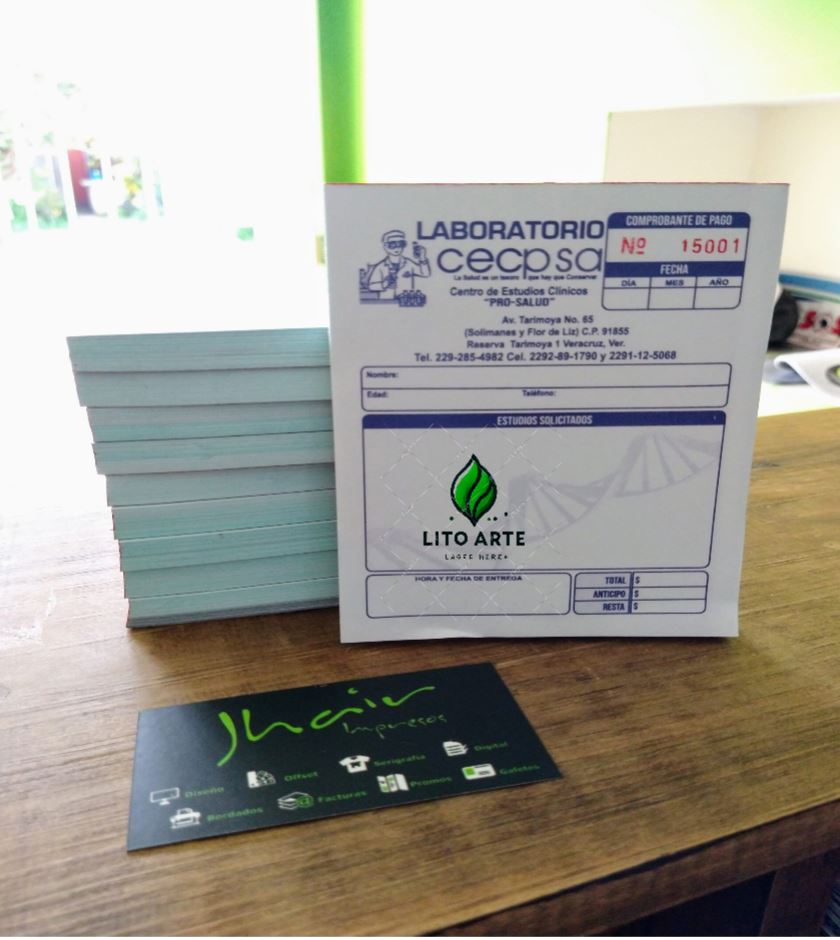 LABORATORIO
cecpsa
La Salud es un tesoro que hay que Conservar
Centro de Estudios Clínicos
"PRO-SALUD"
COMPROBANTE DE PAGO
Nº 15001
FECHA
DÍA MES AÑO
Av. Tarimoya No. 65
(Solimanes y Flor de Liz) C.P. 91855
Reserva Tarimoya 1 Veracruz, Ver.
Tel. 229-285-4982 Cel. 2292-89-1790 y 2291-12-5068
Nombre:
Edad: Teléfono:
ESTUDIOS SOLICITADOS
LITO ARTE
HORA Y FECHA DE ENTREGA
TOTAL $
ANTICIPO $
RESTA $
Jhair
Impresos
Diseño Offset Serigrafía Digital
Bordados Facturas Promos Gafetes